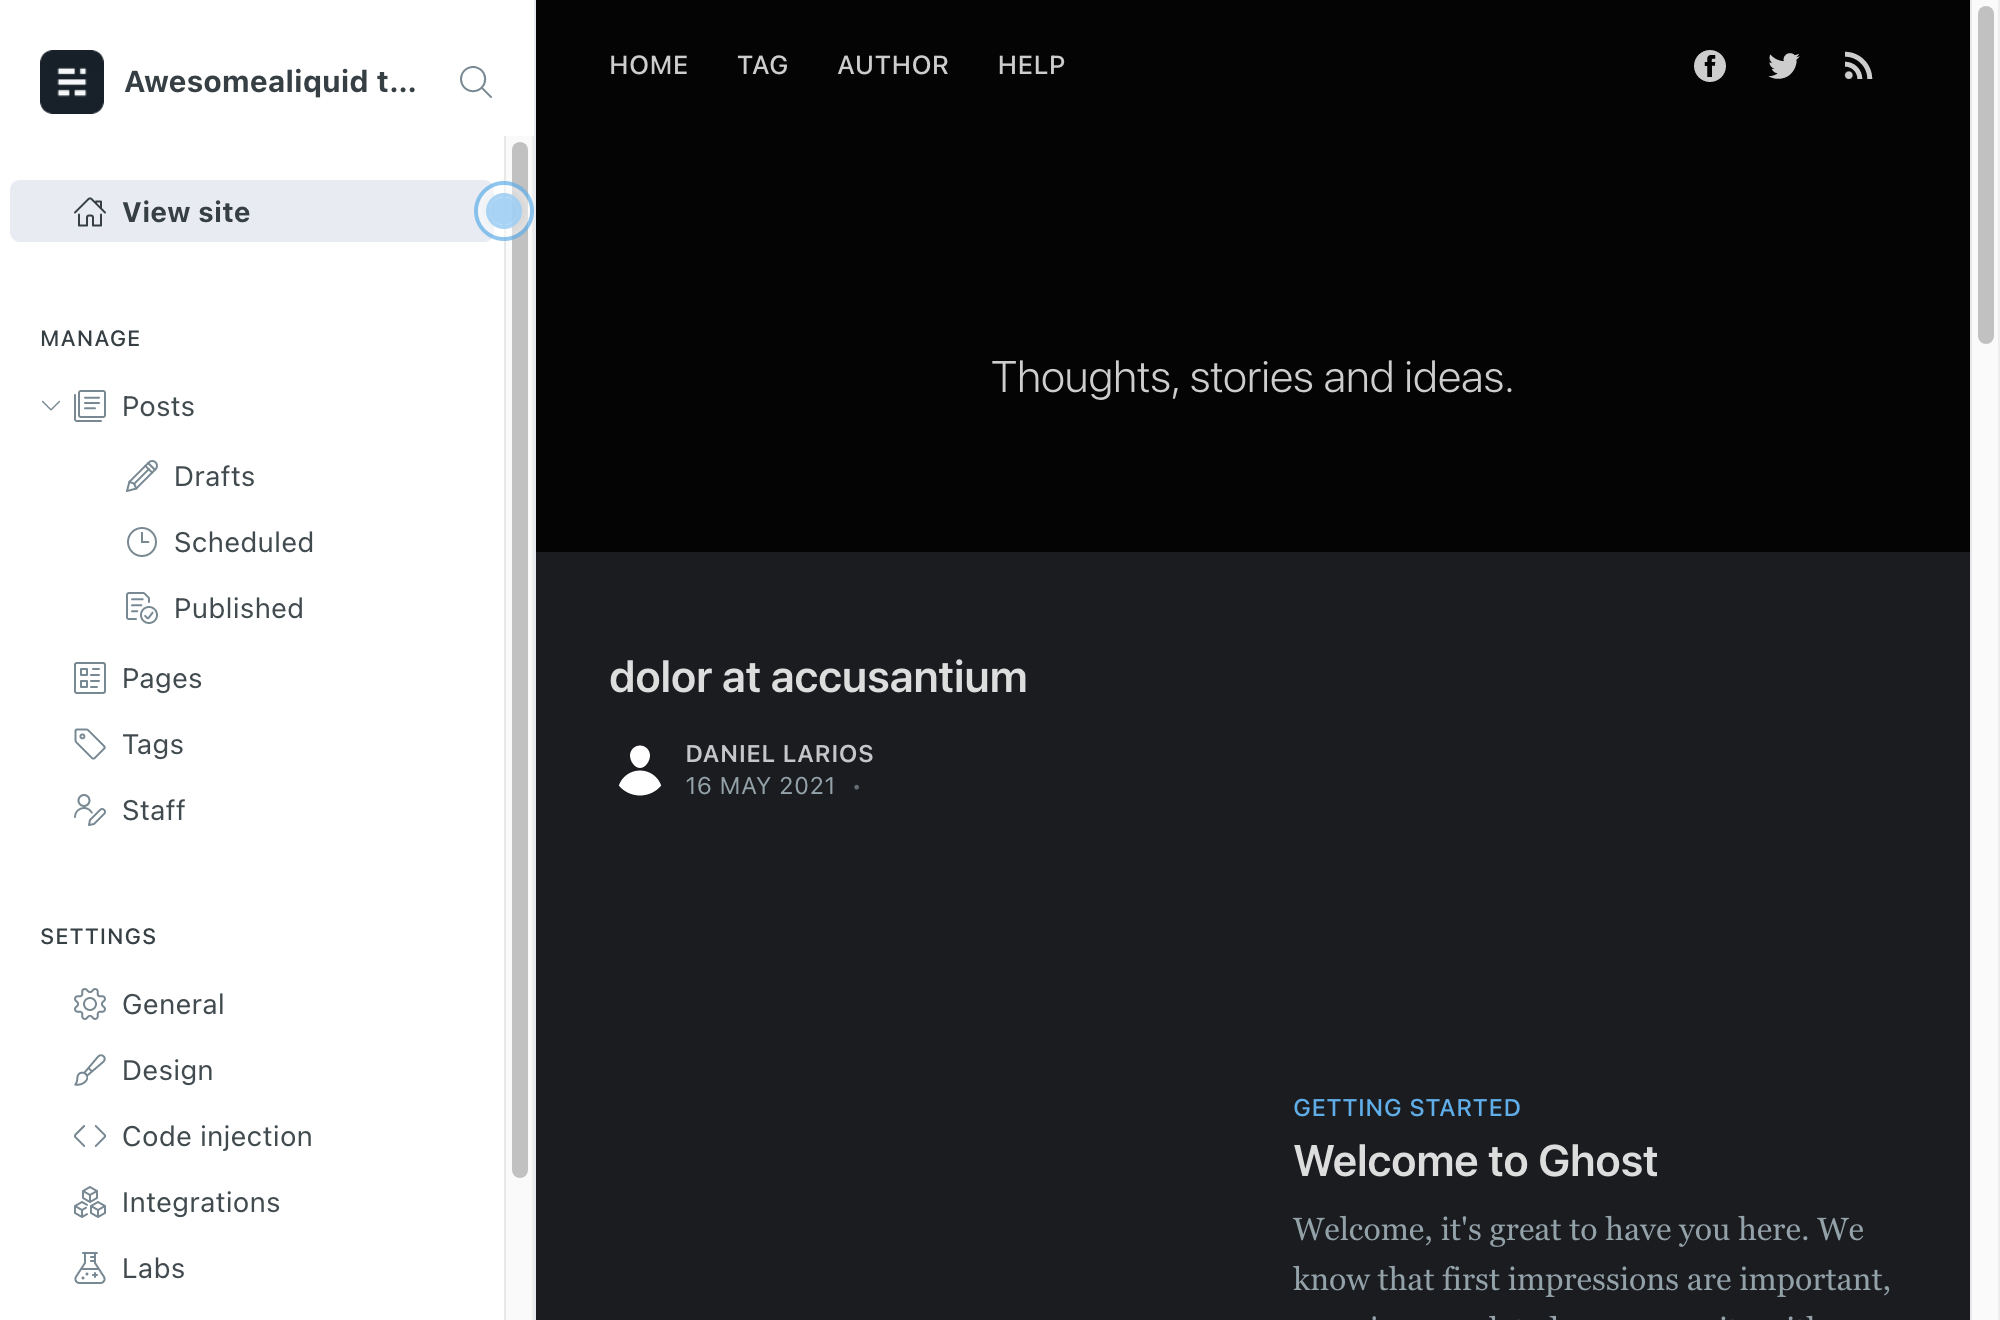 Awesomealiquid t...
View site
MANAGE
Posts
Drafts
Scheduled
Published
Pages
Tags
Staff
SETTINGS
General
Design
Code injection
Integrations
Labs
HOME TAG AUTHOR HELP
Thoughts, stories and ideas.
dolor at accusantium
DANIEL LARIOS
16 MAY 2021 •
GETTING STARTED
Welcome to Ghost
Welcome, it's great to have you here. We
know that first impressions are important,